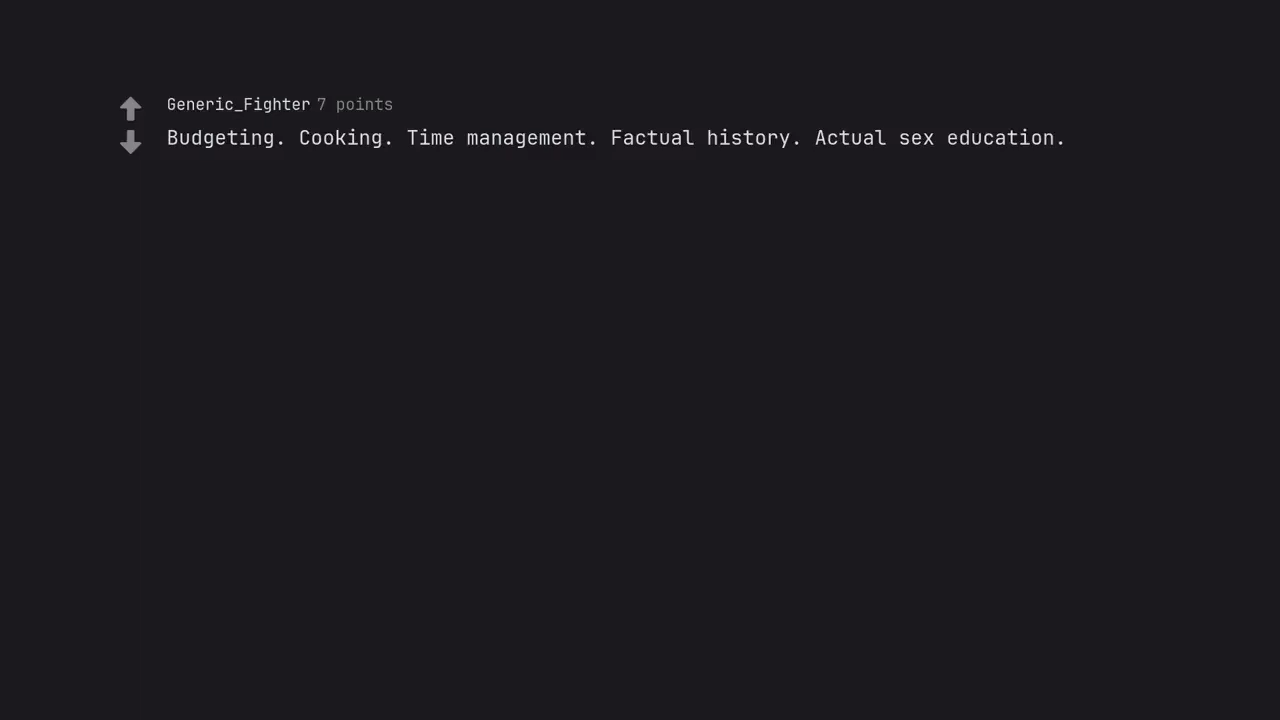 Generic_Fighter 7 points
Budgeting. Cooking. Time management. Factual history. Actual sex education.